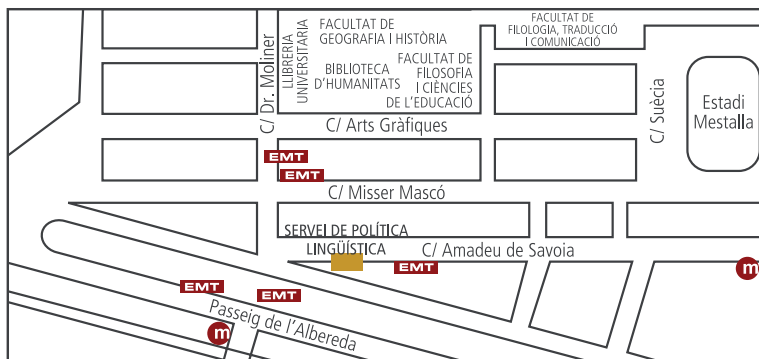 FACULTAT DE
GEOGRAFIA I HISTÒRIA
FACULTAT DE
FILOLOGIA, TRADUCCIÓ
I COMUNICACIÓ
LLIBRERIA
UNIVERSITARIA
BIBLIOTECA
D'HUMANITATS
FACULTAT DE
FILOSOFIA
I CIÈNCIES
DE L'EDUCACIÓ
C/ Dr. Moliner
C/ Suècia
Estadi
Mestalla
C/ Arts Gràfiques
EMT
EMT
C/ Misser Mascó
SERVEI DE POLÍTICA
LINGÜÍSTICA
C/ Amadeu de Savoia
EMT
m
EMT
EMT
Passeig de l'Albereda
m